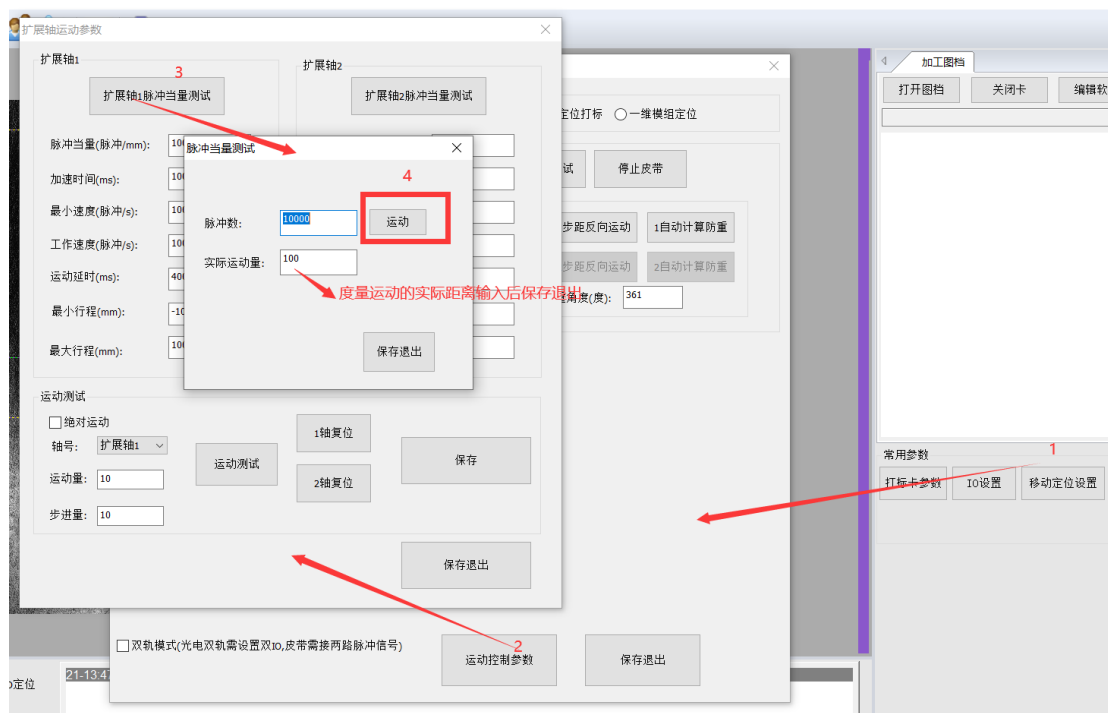 扩展轴运动参数
扩展轴1
3
扩展轴1脉冲当量测试
扩展轴2
扩展轴2脉冲当量测试
脉冲当量(脉冲/mm):
加速时间(ms):
最小速度(脉冲/s):
工作速度(脉冲/s):
运动延时(ms):
最小行程(mm):
最大行程(mm):
脉冲当量测试
4
脉冲数:
10000
运动
实际运动量:
100
度量运动的实际距离输入后保存退出
保存退出
运动测试
绝对运动
轴号:
扩展轴1
运动量:
10
步进量:
10
运动测试
1轴复位
2轴复位
保存
保存退出
定位打标
一维模组定位
试
停止皮带
步距反向运动
1自动计算防重
步距反向运动
2自动计算防重
角度(度):
361
双轨模式(光电双轨需设置双IO,皮带需接两路脉冲信号)
2
运动控制参数
保存退出
加工图档
打开图档
关闭卡
编辑软
常用参数
1
打标卡参数
IO设置
移动定位设置
定位
21-13:47